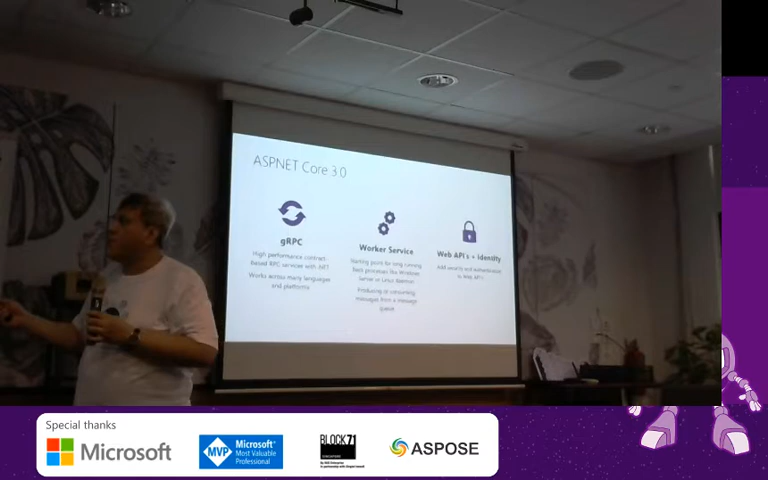 ASP.NET Core 3.0
gRPC
High performance contract-
based RPC services with .NET
Works across many languages
and platforms
Worker Service
Starting point for long running
back processes like Windows
Server or Linux daemon
Producing or consuming
messages from a message
queue
Web API's + Identity
Add security and authentication
to Web API's
Special thanks
Microsoft
MVP
Microsoft®
Most Valuable
Professional
BLOCK71
ASPOSE